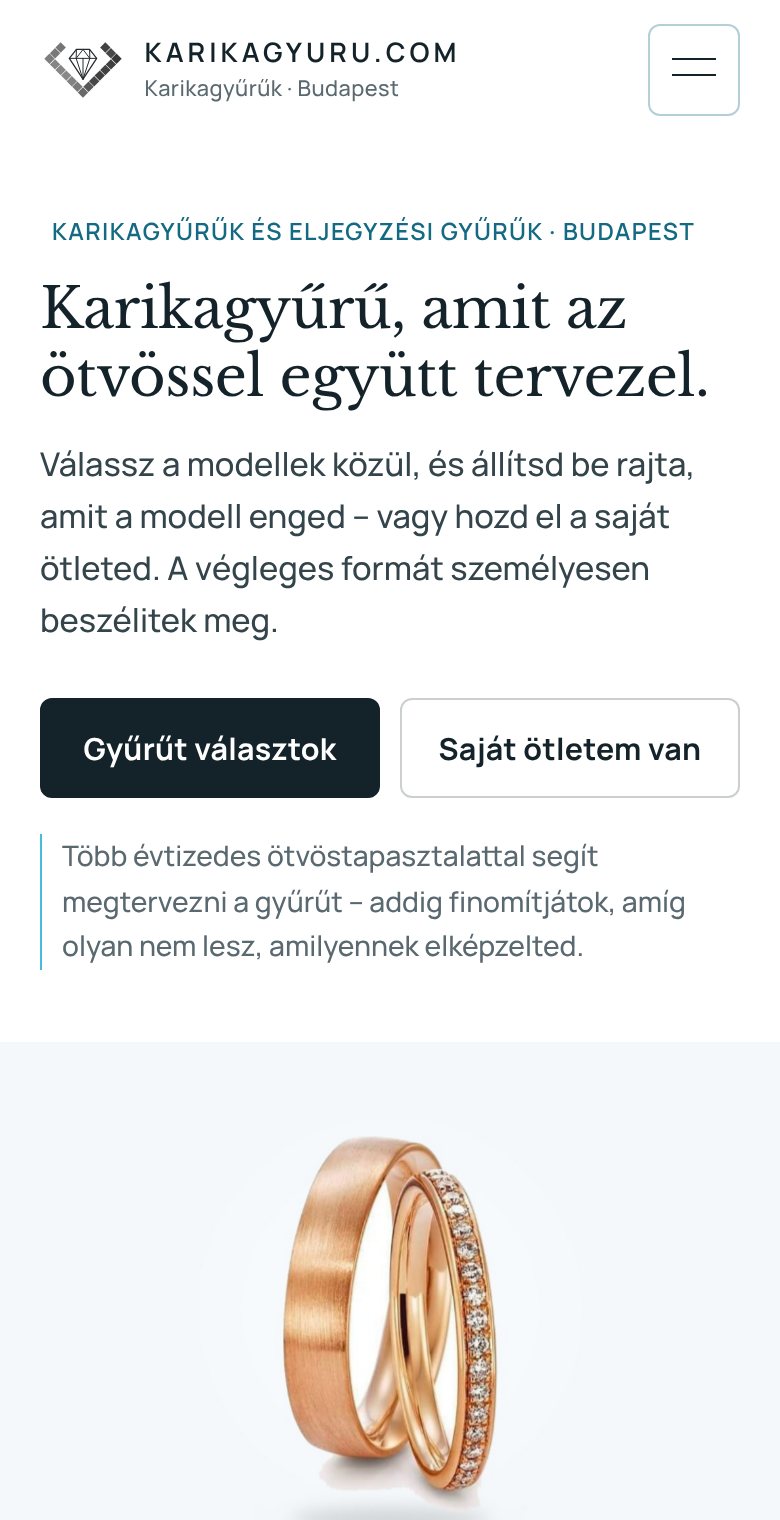 KARIKAGYURU.COM
Karikagyűrűk · Budapest
KARIKAGYŰRŰK ÉS ELJEGYZÉSI GYŰRŰK · BUDAPEST
Karikagyűrű, amit az
ötvössel együtt tervezel.
Válassz a modellek közül, és állítsd be rajta,
amit a modell enged – vagy hozd el a saját
ötleted. A végleges formát személyesen
beszélitek meg.
Gyűrűt választok
Saját ötletem van
Több évtizedes ötvöstapasztalattal segít
megtervezni a gyűrűt – addig finomítjátok, amíg
olyan nem lesz, amilyennek elképzelted.